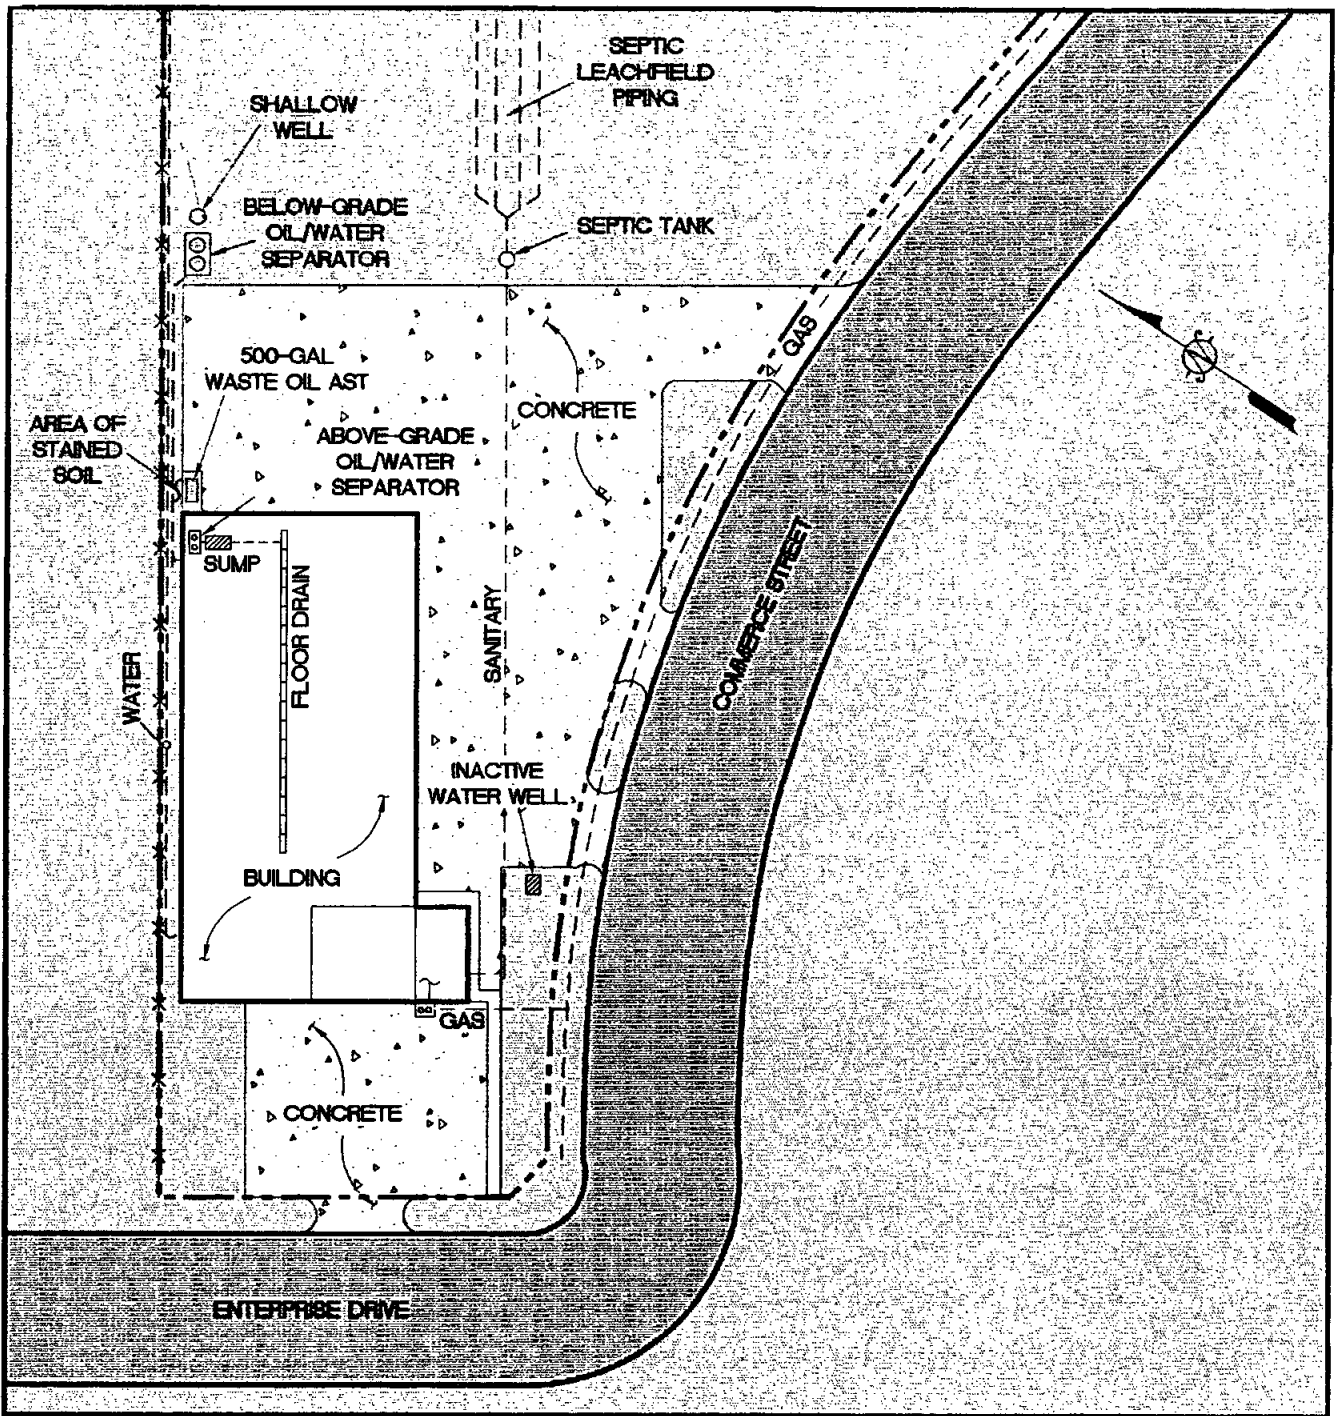 SEPTIC
LEACHFIELD
PIPING
SHALLOW
WELL
BELOW-GRADE
OIL/WATER
SEPARATOR
SEPTIC TANK
GAS
N
500-GAL
WASTE OIL AST
CONCRETE
AREA OF
STAINED
SOIL
ABOVE-GRADE
OIL/WATER
SEPARATOR
SUMP
FLOOR DRAIN
SANITARY
COMMERCE STREET
WATER
INACTIVE
WATER WELL
BUILDING
GAS
CONCRETE
ENTERPRISE DRIVE